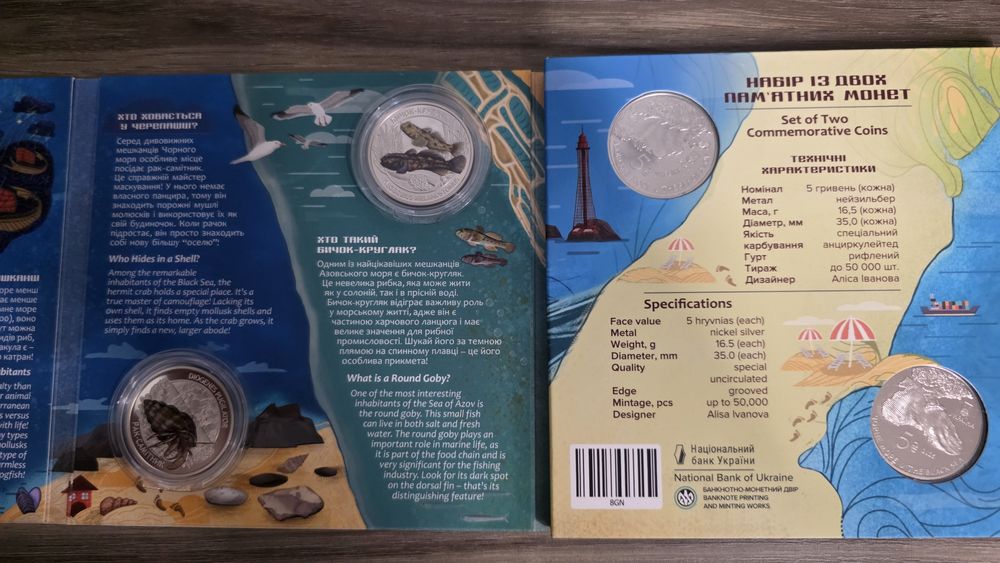 ХТО ХОВАЄТЬСЯ
У ЧЕРЕПАШЦІ?
Серед дивовижних
мешканців Чорного
моря особливе місце
посідає рак-самітник.
Це справжній майстер
маскування! У нього немає
власного панцира, тому він
знаходить порожні мушлі
молюсків і використовує їх як
свій будиночок. Коли рачок
підростає, він просто знаходить
собі нову більшу "оселю"!
Who Hides in a Shell?
Among the remarkable
inhabitants of the Black Sea, the
hermit crab holds a special place. It's a
true master of camouflage! Lacking its
own shell, it finds empty mollusk shells and
uses them as its home. As the crab grows, it
simply finds a new, larger abode!
DIOGENES PUGILATOR
РАК-САМІТНИК
БИЧОК-КРУГЛЯК
ХТО ТАКИЙ
БИЧОК-КРУГЛЯК?
Одним із найцікавіших мешканців
Азовського моря є бичок-кругляк.
Це невелика рибка, яка може жити
як у солоній, так і в прісній воді.
Бичок-кругляк відіграє важливу роль
у морському житті, адже він є
частиною харчового ланцюга і має
велике значення для рибної
промисловості. Шукай його за темною
плямою на спинному плавці – це його
особлива прикмета!
What is a Round Goby?
One of the most interesting
inhabitants of the Sea of Azov is
the round goby. This small fish
can live in both salt and fresh
water. The round goby plays an
important role in marine life, as
it is part of the food chain and is
very significant for the fishing
industry. Look for its dark spot
on the dorsal fin – that's its
distinguishing feature!
НАБІР ІЗ ДВОХ
ПАМ'ЯТНИХ МОНЕТ
Set of Two
Commemorative Coins
ТЕХНІЧНІ
ХАРАКТЕРИСТИКИ
Номінал 5 гривень (кожна)
Метал нейзильбер
Маса, г 16,5 (кожна)
Діаметр, мм 35,0 (кожна)
Якість спеціальний
карбування анциркулейтед
Гурт рифлений
Тираж до 50 000 шт.
Дизайнер Аліса Іванова
Specifications
Face value 5 hryvnias (each)
Metal nickel silver
Weight, g 16.5 (each)
Diameter, mm 35.0 (each)
Quality special
uncirculated
Edge grooved
Mintage, pcs up to 50,000
Designer Alisa Ivanova
8GN
Національний
банк України
National Bank of Ukraine
БАНКНОТНО-МОНЕТНИЙ ДВІР
BANKNOTE PRINTING
AND MINTING WORKS